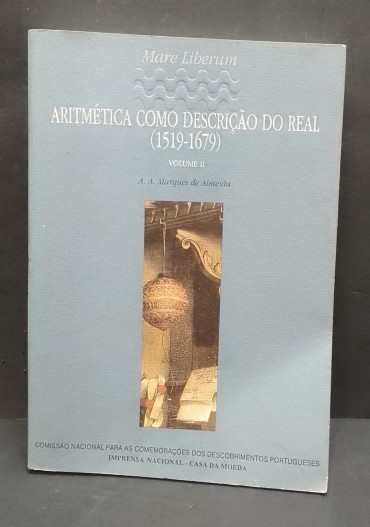 Mare Liberum
ARITMÉTICA COMO DESCRIÇÃO DO REAL
(1519-1679)
VOLUME II
A. A. Marques de Almeida
COMISSÃO NACIONAL PARA AS COMEMORAÇÕES DOS DESCOBRIMENTOS PORTUGUESES
IMPRENSA NACIONAL - CASA DA MOEDA